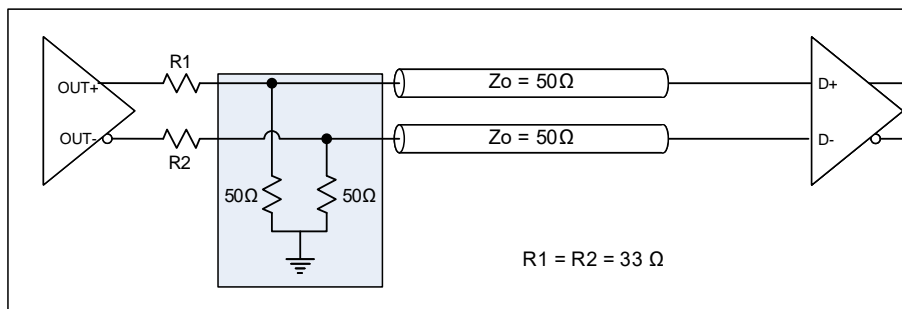 R1
OUT+
Zo = 50Ω
D+
OUT-
Zo = 50Ω
D-
R2
50Ω
50Ω
R1 = R2 = 33 Ω